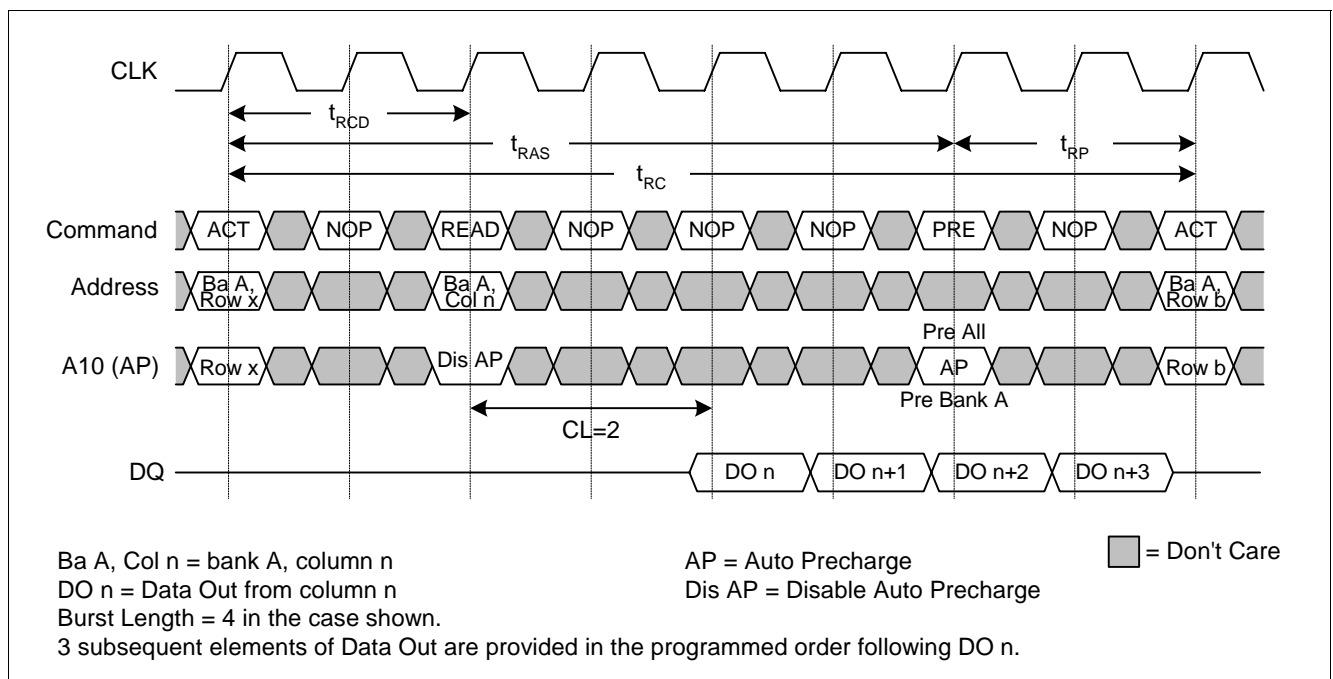 CLK
tRCD
tRAS
tRP
tRC
Command ACT NOP READ NOP NOP NOP PRE NOP ACT
Address Ba A, Row x Ba A, Col n Ba A, Row b
Pre All
A10 (AP) Row x Dis AP AP Row b
Pre Bank A
CL=2
DQ DO n DO n+1 DO n+2 DO n+3
Ba A, Col n = bank A, column n
DO n = Data Out from column n
Burst Length = 4 in the case shown.
3 subsequent elements of Data Out are provided in the programmed order following DO n.
AP = Auto Precharge
Dis AP = Disable Auto Precharge
= Don't Care